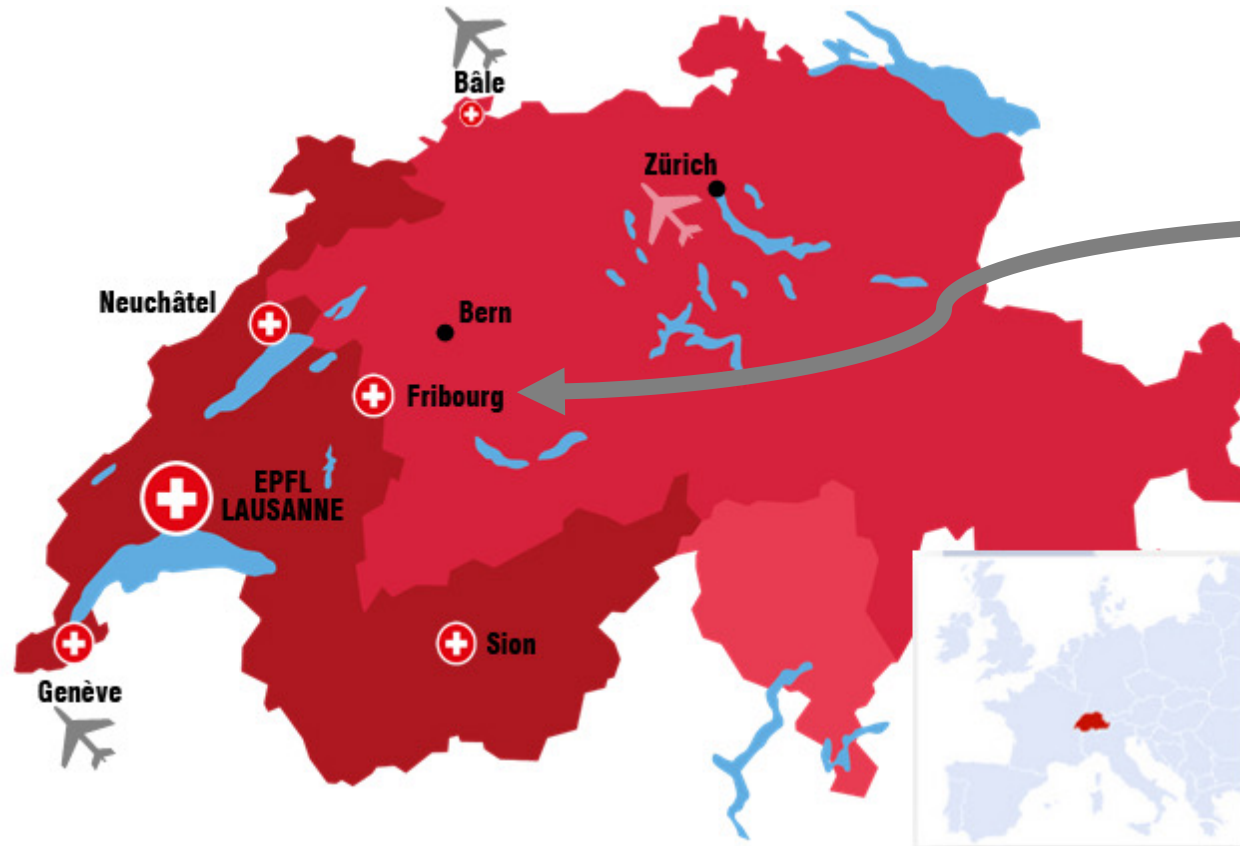 Bâle
Zürich
Neuchâtel
Bern
Fribourg
EPFL
LAUSANNE
Sion
Genève